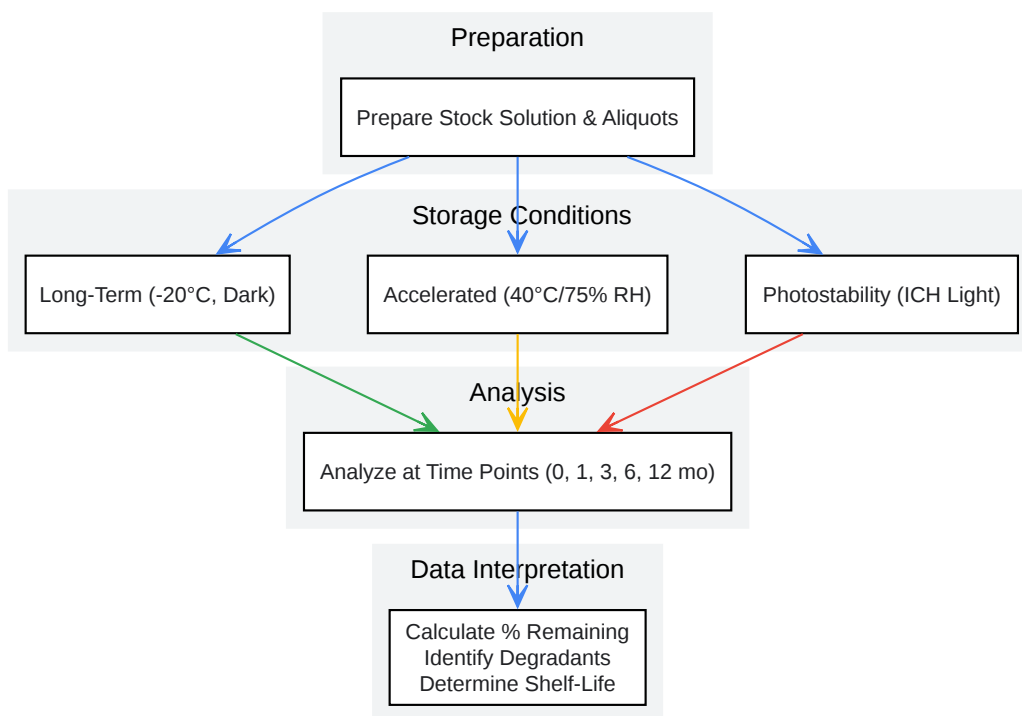 Preparation
Prepare Stock Solution & Aliquots
Storage Conditions
Long-Term (-20°C, Dark)
Accelerated (40°C/75% RH)
Photostability (ICH Light)
Analysis
Analyze at Time Points (0, 1, 3, 6, 12 mo)
Data Interpretation
Calculate % Remaining
Identify Degradants
Determine Shelf-Life